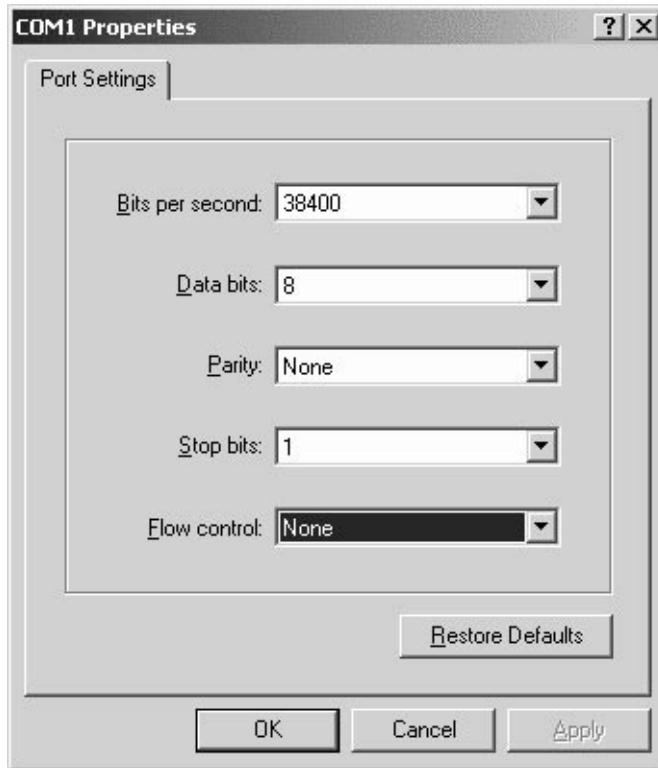 COM1 Properties
Port Settings
Bits per second: 38400
Data bits: 8
Parity: None
Stop bits: 1
Flow control: None
Restore Defaults
OK Cancel Apply